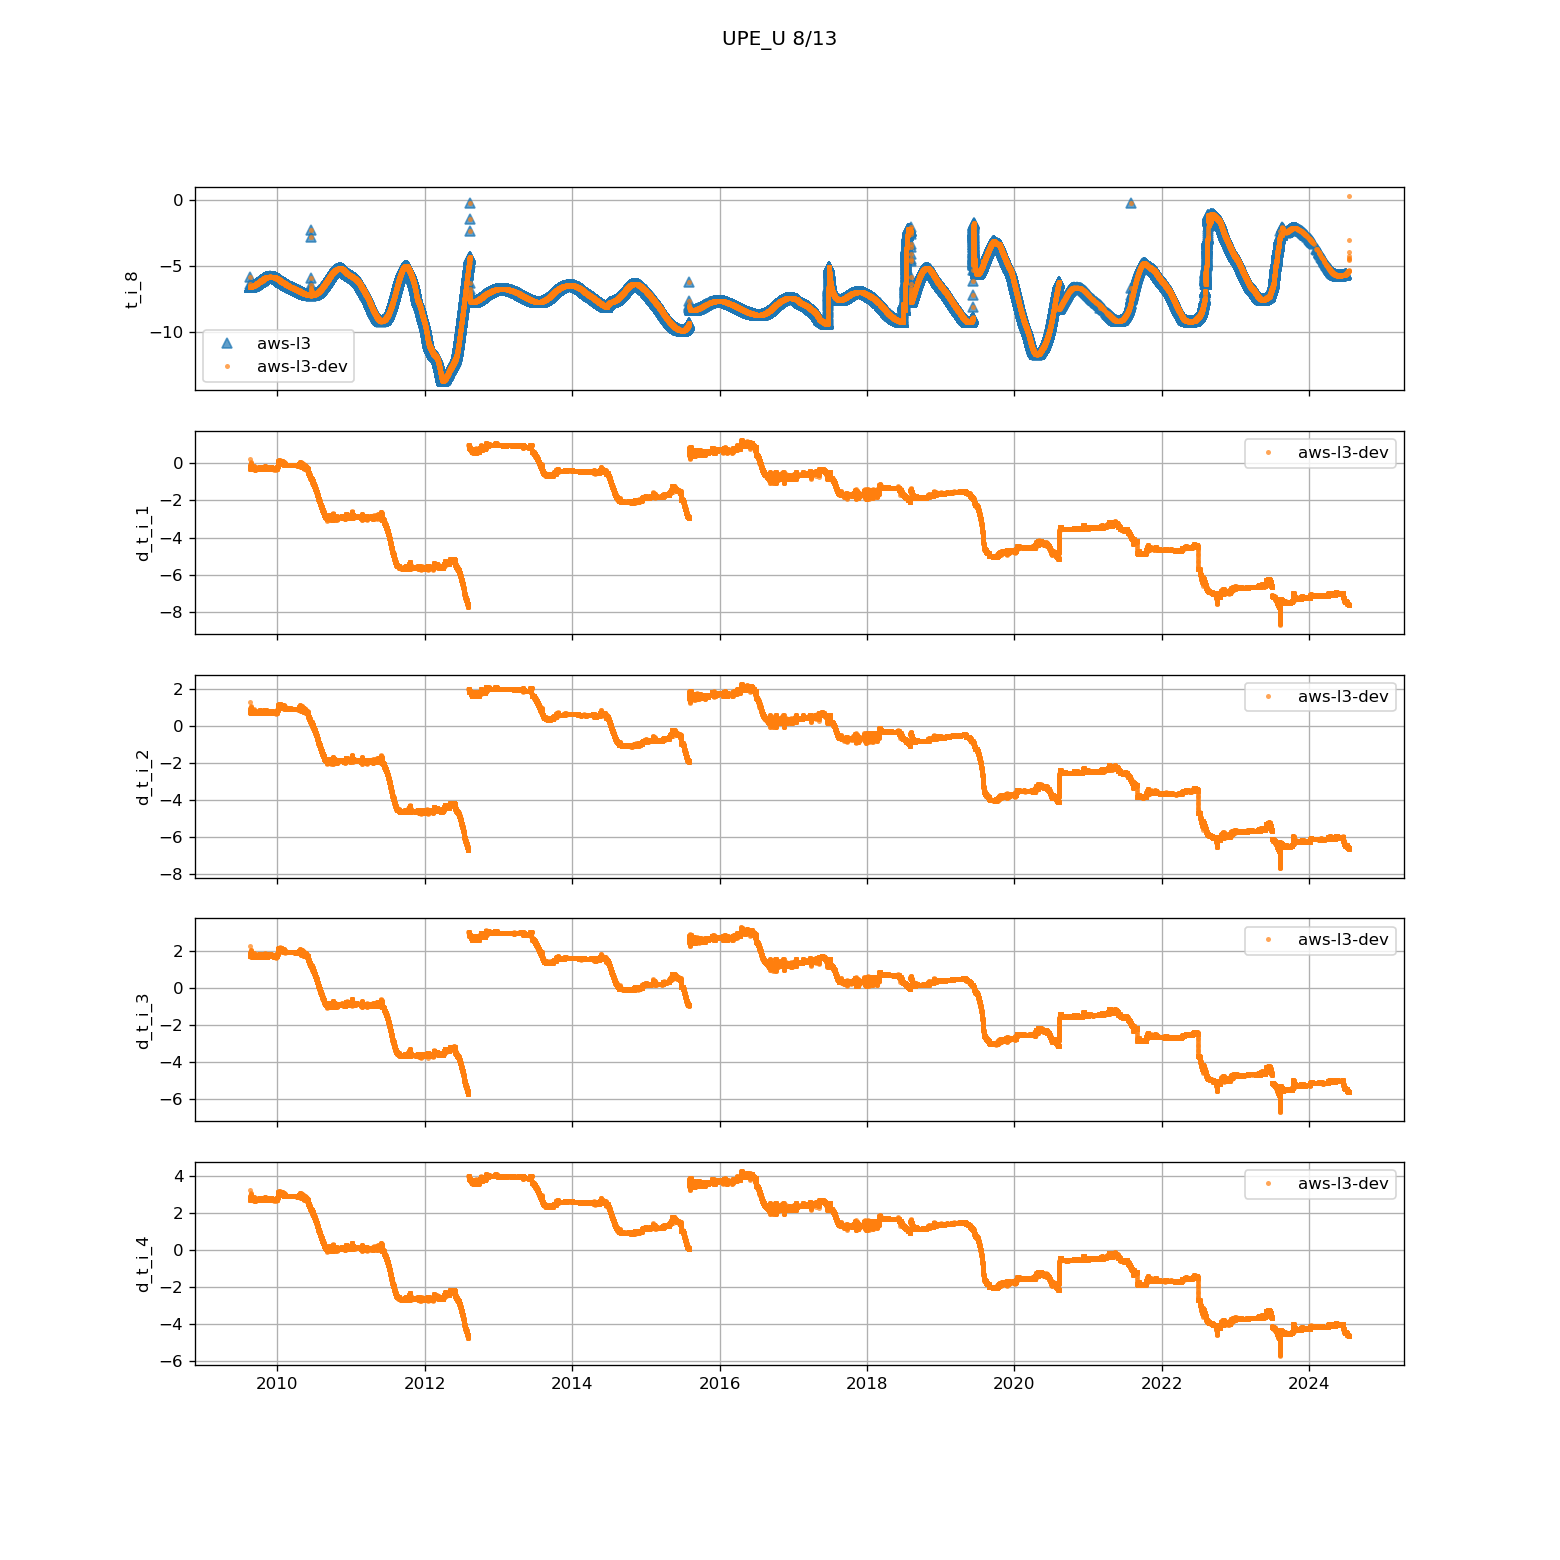 UPE_U 8/13
0
−5
−10
t_i_8
aws-l3
aws-l3-dev
0
−2
−4
−6
−8
d_t_i_1
aws-l3-dev
2
0
−2
−4
−6
−8
d_t_i_2
aws-l3-dev
2
0
−2
−4
−6
d_t_i_3
aws-l3-dev
4
2
0
−2
−4
−6
d_t_i_4
aws-l3-dev
2010 2012 2014 2016 2018 2020 2022 2024